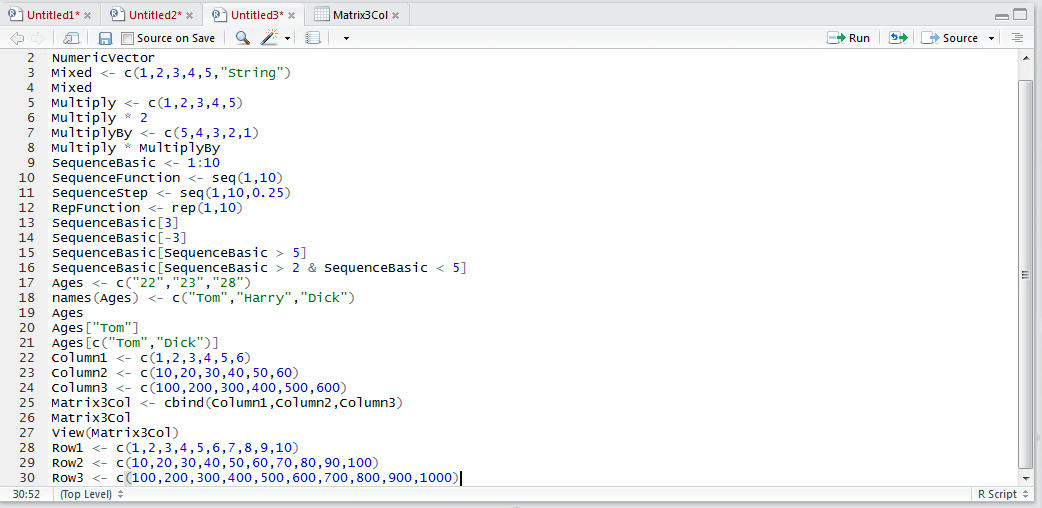 Untitled1* Untitled2* Untitled3* Matrix3Col
Source on Save Run Source
2 NumericVector
3 Mixed <- c(1,2,3,4,5,"String")
4 Mixed
5 Multiply <- c(1,2,3,4,5)
6 Multiply * 2
7 MultiplyBy <- c(5,4,3,2,1)
8 Multiply * MultiplyBy
9 SequenceBasic <- 1:10
10 SequenceFunction <- seq(1,10)
11 SequenceStep <- seq(1,10,0.25)
12 RepFunction <- rep(1,10)
13 SequenceBasic[3]
14 SequenceBasic[-3]
15 SequenceBasic[SequenceBasic > 5]
16 SequenceBasic[SequenceBasic > 2 & SequenceBasic < 5]
17 Ages <- c("22","23","28")
18 names(Ages) <- c("Tom","Harry","Dick")
19 Ages
20 Ages["Tom"]
21 Ages[c("Tom","Dick")]
22 Column1 <- c(1,2,3,4,5,6)
23 Column2 <- c(10,20,30,40,50,60)
24 Column3 <- c(100,200,300,400,500,600)
25 Matrix3Col <- cbind(Column1,Column2,Column3)
26 Matrix3Col
27 View(Matrix3Col)
28 Row1 <- c(1,2,3,4,5,6,7,8,9,10)
29 Row2 <- c(10,20,30,40,50,60,70,80,90,100)
30 Row3 <- c(100,200,300,400,500,600,700,800,900,1000)
30:52 (Top Level) R Script